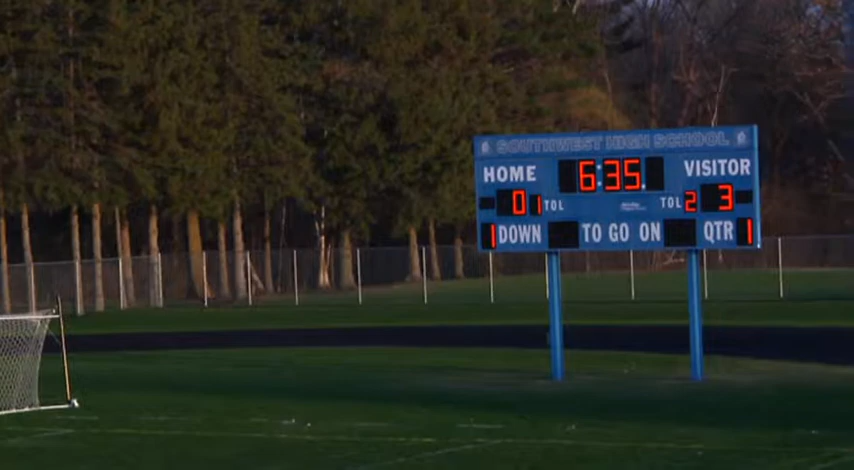 SOUTHWEST HIGH SCHOOL
HOME 6:35 VISITOR
0 1 TOL TOL 2 3
1 DOWN TO GO ON QTR 1